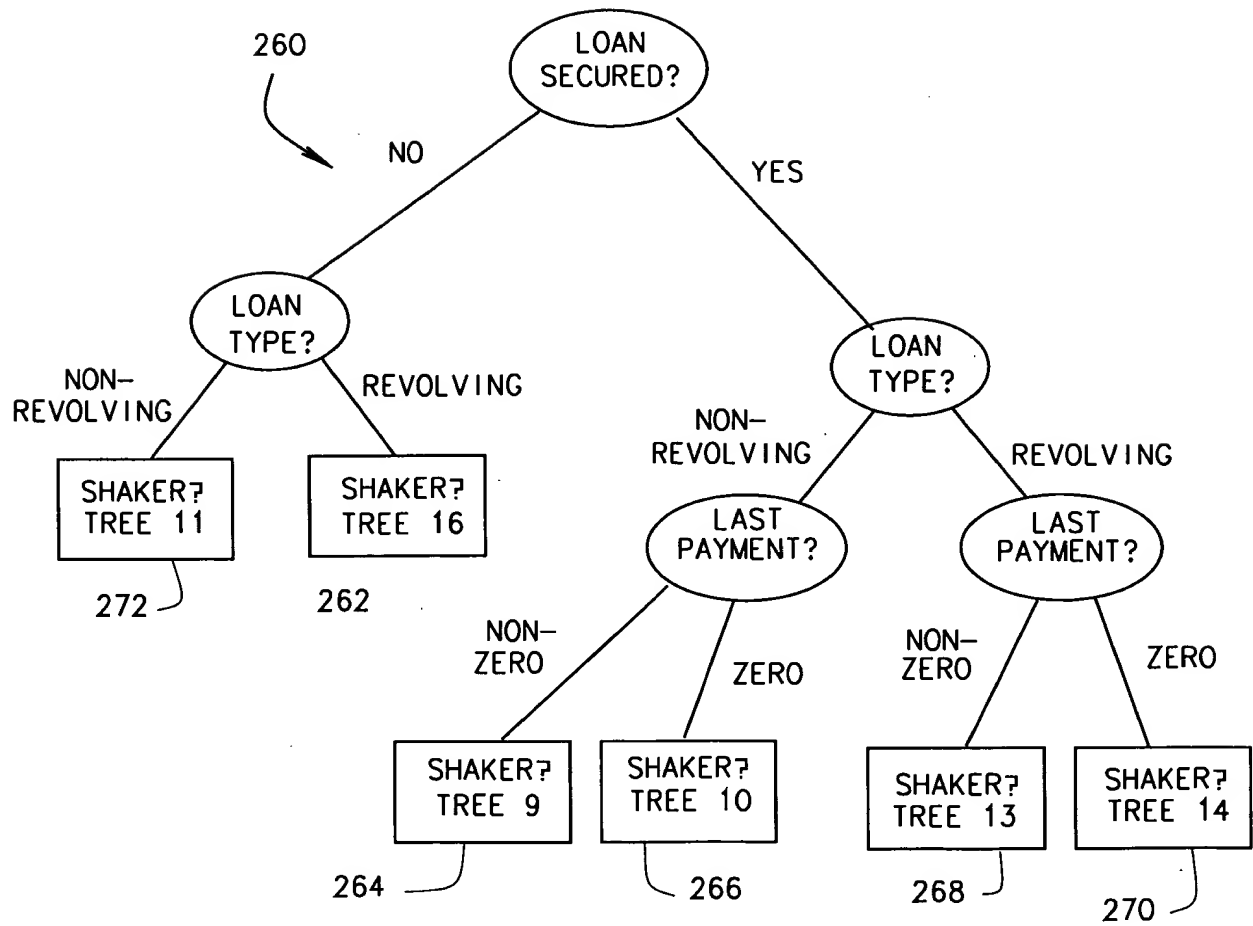 260
LOAN
SECURED?
NO
YES
LOAN
TYPE?
LOAN
TYPE?
NON-
REVOLVING
REVOLVING
NON-
REVOLVING
REVOLVING
SHAKER?
TREE 11
SHAKER?
TREE 16
LAST
PAYMENT?
LAST
PAYMENT?
272
262
NON-
ZERO
ZERO
NON-
ZERO
ZERO
SHAKER?
TREE 9
SHAKER?
TREE 10
SHAKER?
TREE 13
SHAKER?
TREE 14
264
266
268
270